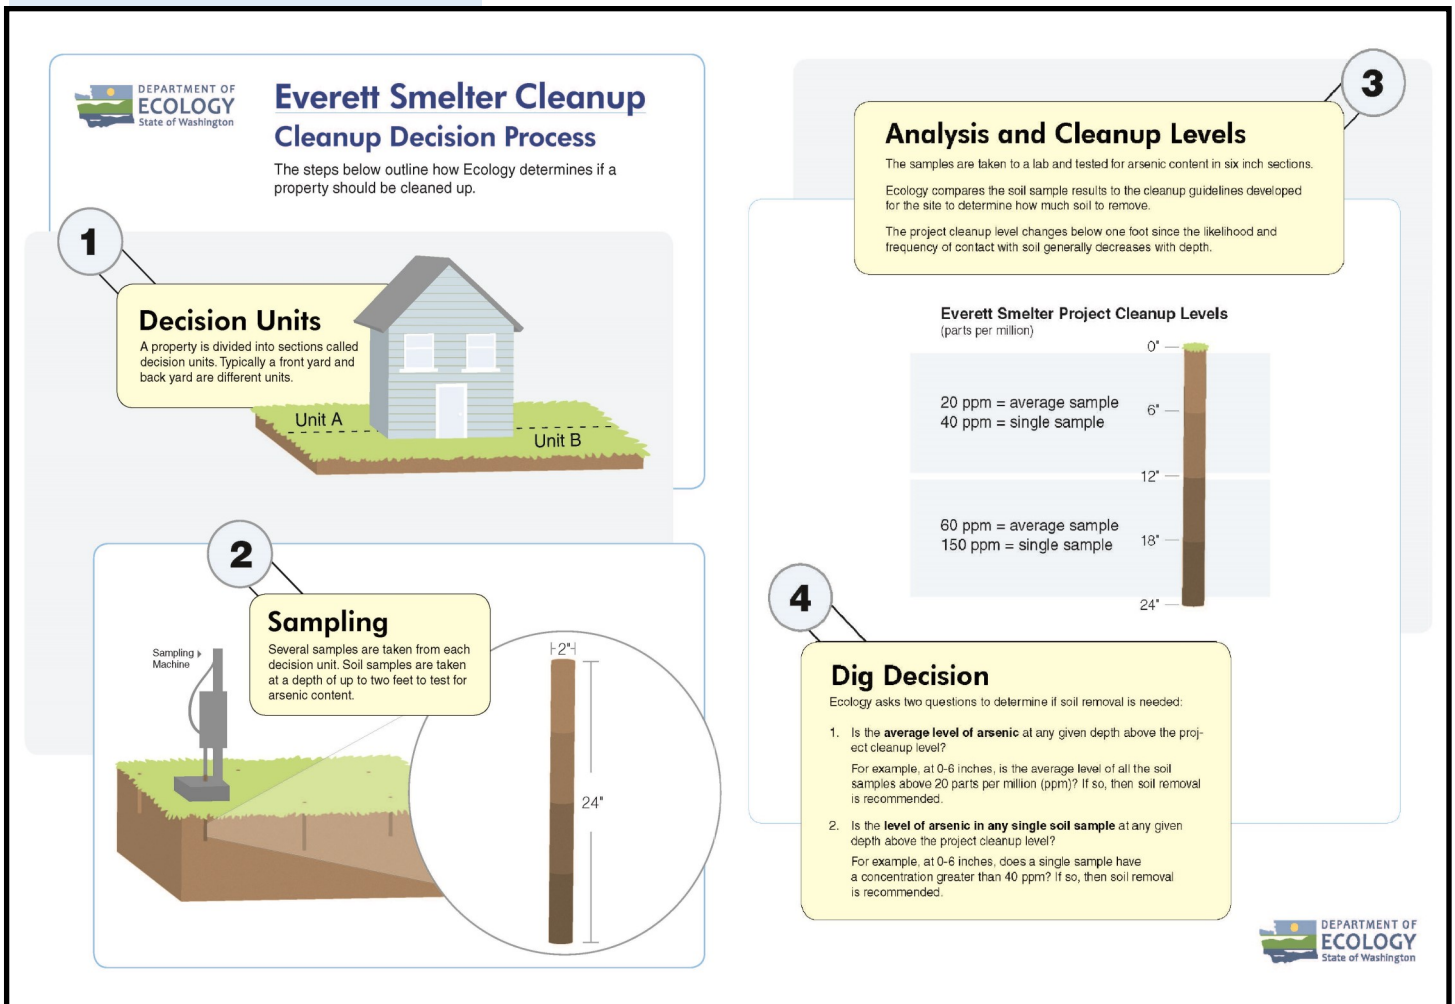 DEPARTMENT OF
ECOLOGY
State of Washington
Everett Smelter Cleanup
Cleanup Decision Process
The steps below outline how Ecology determines if a
property should be cleaned up.
1
Decision Units
A property is divided into sections called
decision units. Typically a front yard and
back yard are different units.
Unit A
Unit B
2
Sampling
Several samples are taken from each
decision unit. Soil samples are taken
at a depth of up to two feet to test for
arsenic content.
Sampling
Machine
2"
24"
3
Analysis and Cleanup Levels
The samples are taken to a lab and tested for arsenic content in six inch sections.
Ecology compares the soil sample results to the cleanup guidelines developed
for the site to determine how much soil to remove.
The project cleanup level changes below one foot since the likelihood and
frequency of contact with soil generally decreases with depth.
Everett Smelter Project Cleanup Levels
(parts per million)
0"
20 ppm = average sample
6"
40 ppm = single sample
12"
60 ppm = average sample
18"
150 ppm = single sample
24"
4
Dig Decision
Ecology asks two questions to determine if soil removal is needed:
1. Is the average level of arsenic at any given depth above the proj-
ect cleanup level?
For example, at 0-6 inches, is the average level of all the soil
samples above 20 parts per million (ppm)? If so, then soil removal
is recommended.
2. Is the level of arsenic in any single soil sample at any given
depth above the project cleanup level?
For example, at 0-6 inches, does a single sample have
a concentration greater than 40 ppm? If so, then soil removal
is recommended.
DEPARTMENT OF
ECOLOGY
State of Washington